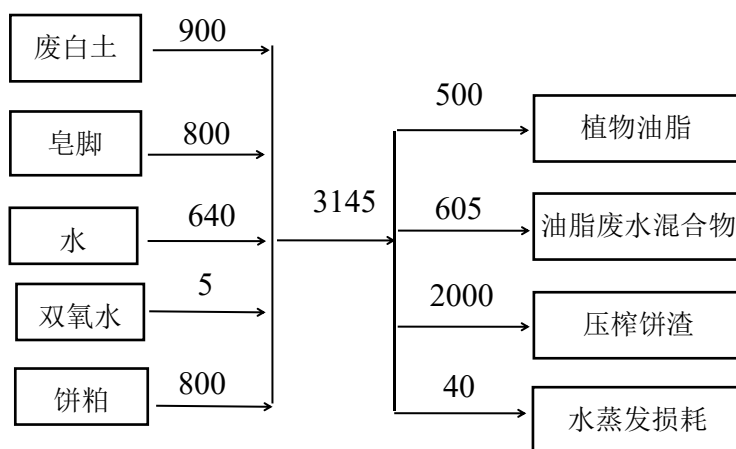 废白土
900
皂脚
800
水
640
双氧水
5
饼粕
800
3145
500
植物油脂
605
油脂废水混合物
2000
压榨饼渣
40
水蒸发损耗